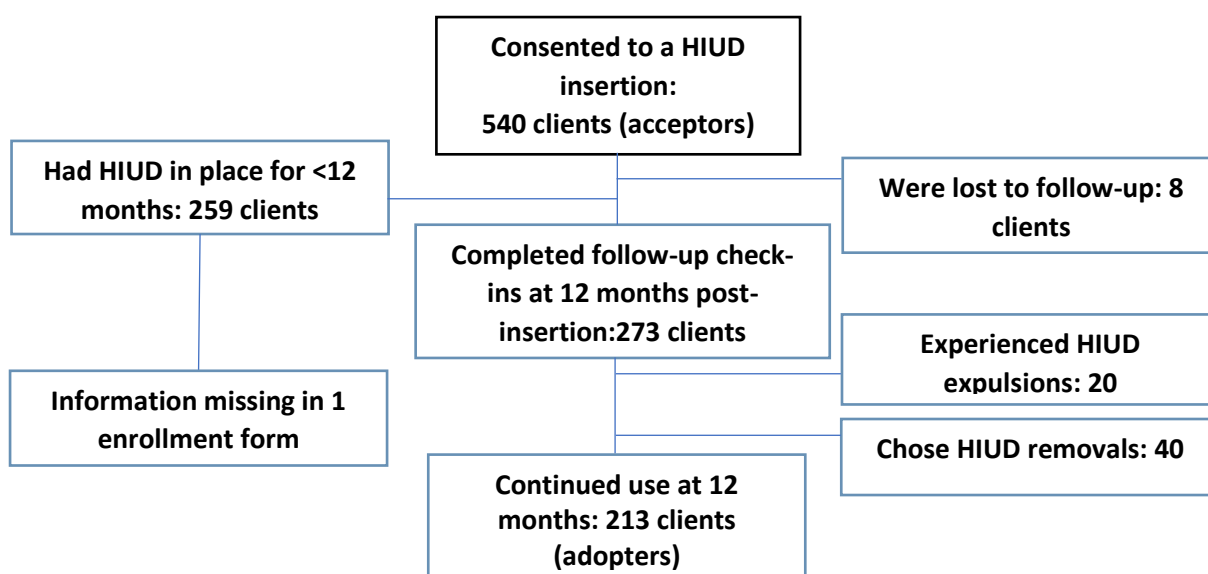 Consented to a HIUD
insertion:
540 clients (acceptors)
Had HIUD in place for <12
months: 259 clients
Were lost to follow-up: 8
clients
Completed follow-up check-
ins at 12 months post-
insertion:273 clients
Experienced HIUD
expulsions: 20
Information missing in 1
enrollment form
Chose HIUD removals: 40
Continued use at 12
months: 213 clients
(adopters)